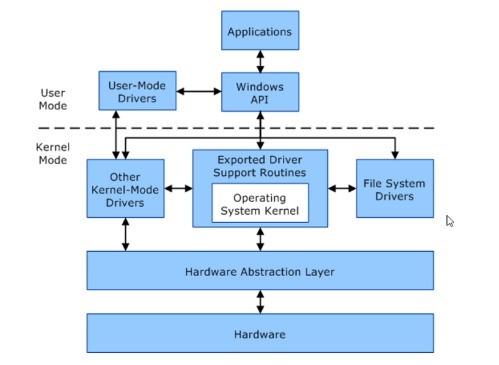 Applications
User-Mode
Drivers
Windows
API
User
Mode
Kernel
Mode
Other
Kernel-Mode
Drivers
Exported Driver
Support Routines
Operating
System Kernel
File System
Drivers
Hardware Abstraction Layer
Hardware